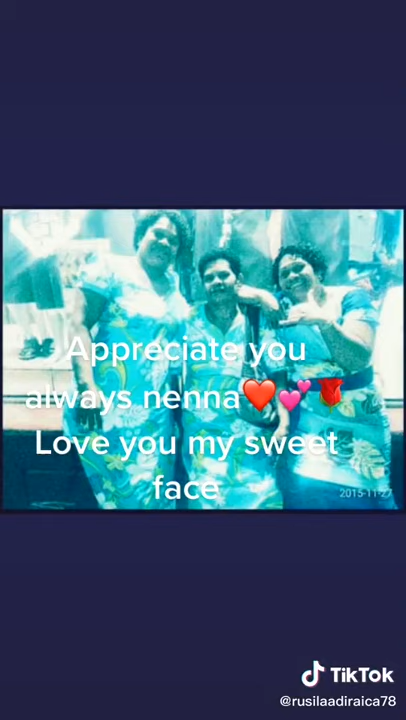 Appreciate you
always nenna❤️💕🌹
Love you my sweet
face
2015-11-27
TikTok
@rusilaadiraica78